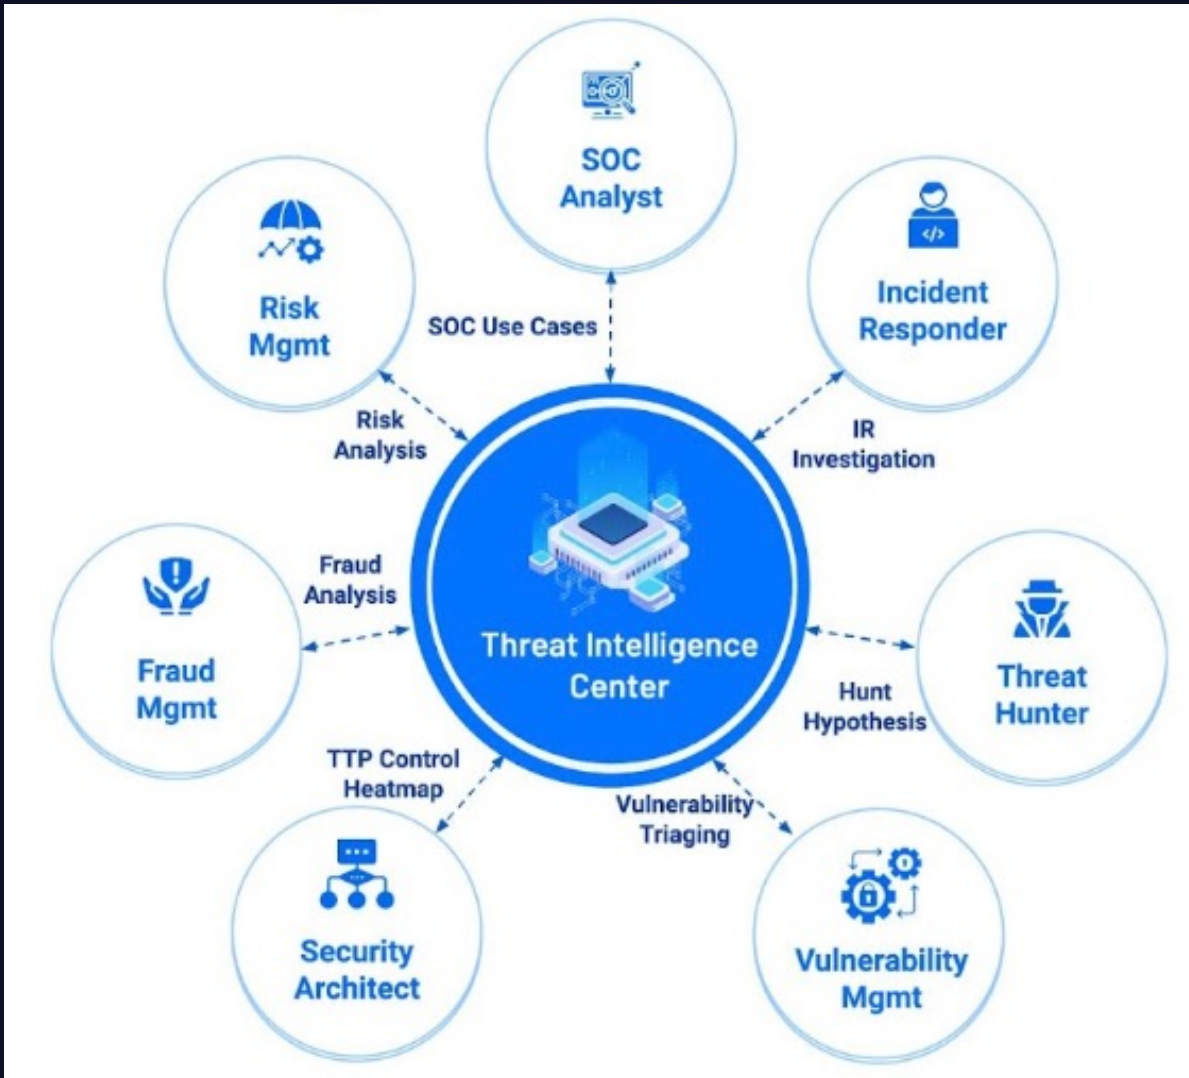 SOC
Analyst
Risk
Mgmt
Incident
Responder
SOC Use Cases
Risk
Analysis
IR
Investigation
Fraud
Analysis
Threat Intelligence
Center
Fraud
Mgmt
Threat
Hunter
Hunt
Hypothesis
TTP Control
Heatmap
Vulnerability
Triaging
Security
Architect
Vulnerability
Mgmt